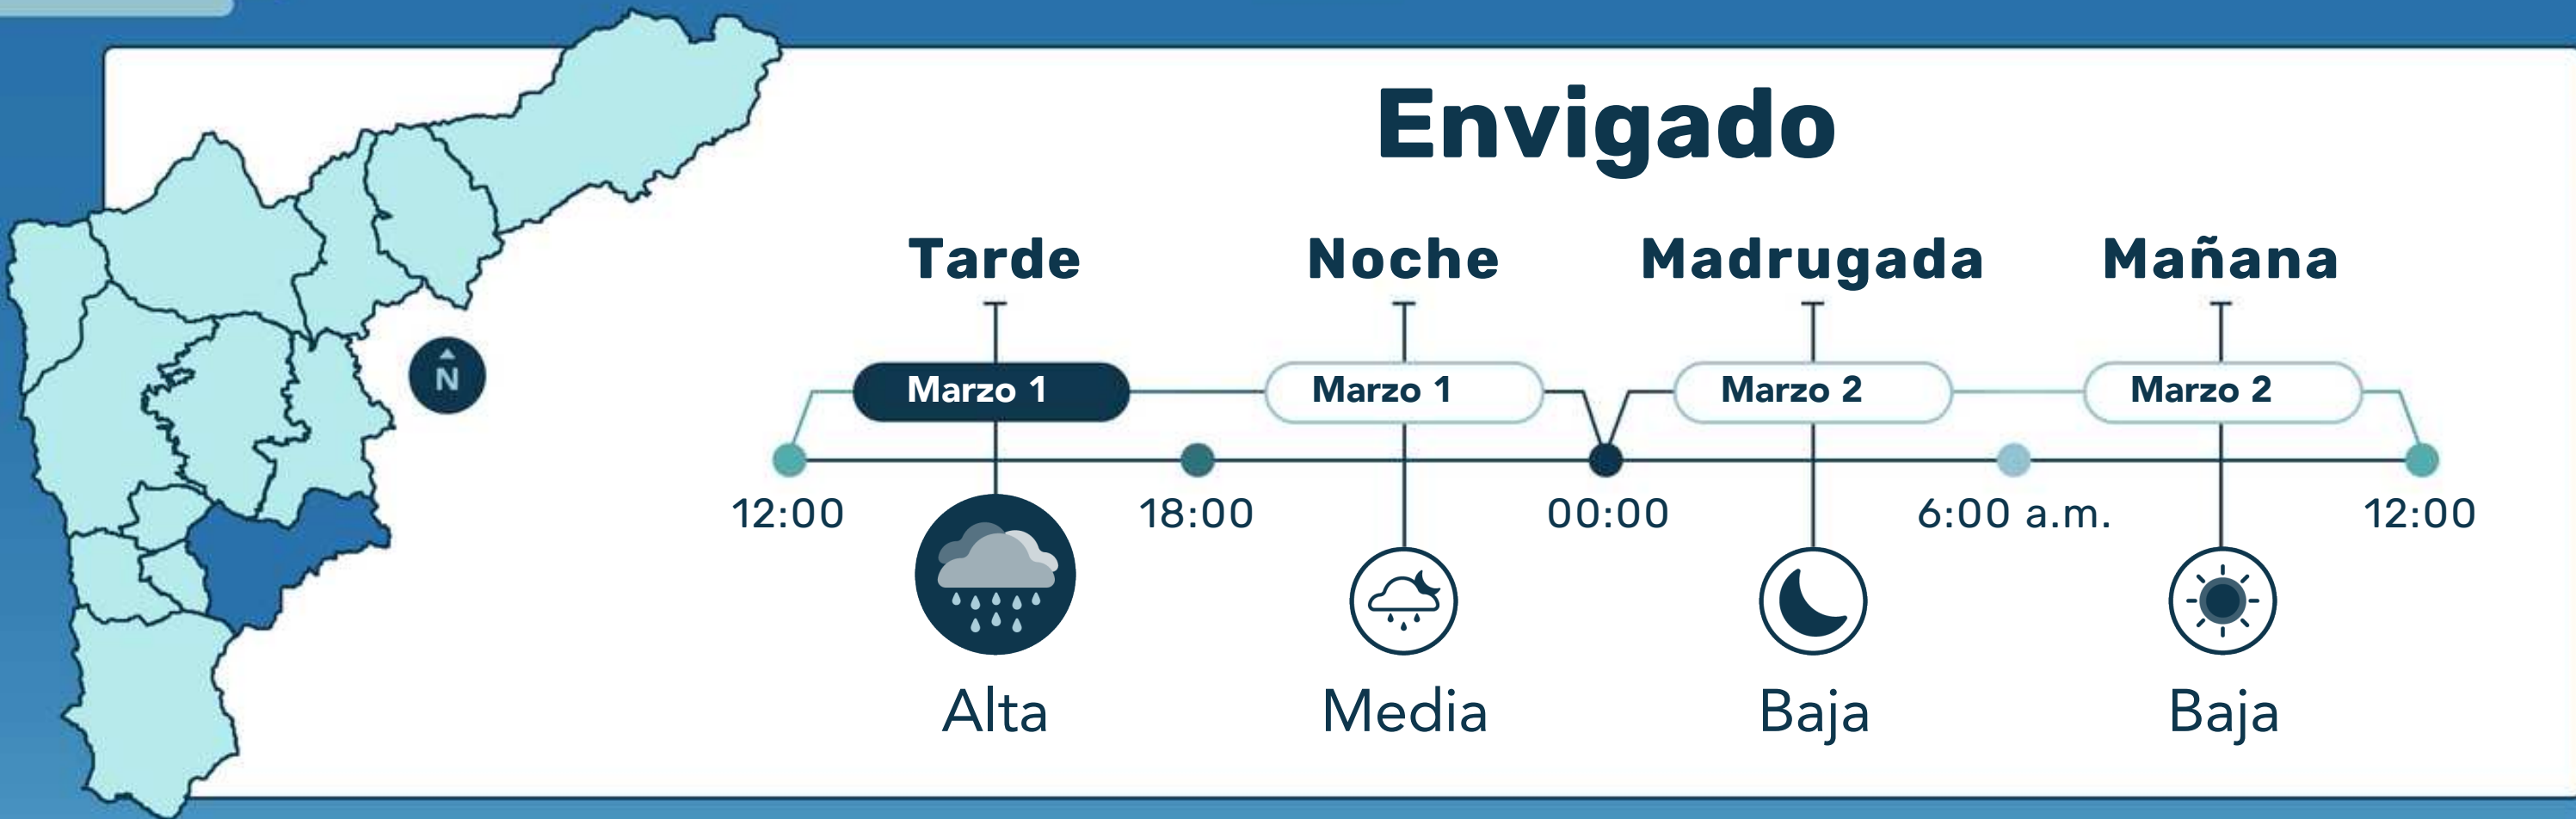 Envigado
Tarde Noche Madrugada Mañana
Marzo 1 Marzo 1 Marzo 2 Marzo 2
N
12:00 18:00 00:00 6:00 a.m. 12:00
Alta Media Baja Baja